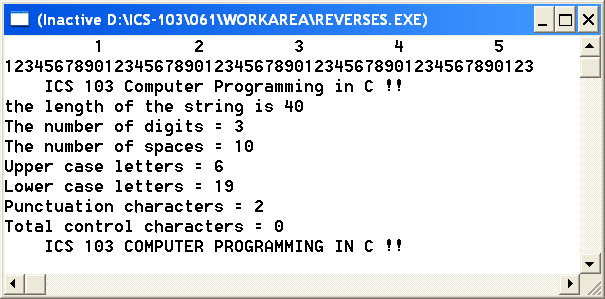 (Inactive D:\ICS-103\061\WORKAREA\REVERSES.EXE)
         1         2         3         4         5
12345678901234567890123456789012345678901234567890123
    ICS 103 Computer Programming in C !!
the length of the string is 40
The number of digits = 3
The number of spaces = 10
Upper case letters = 6
Lower case letters = 19
Punctuation characters = 2
Total control characters = 0
    ICS 103 COMPUTER PROGRAMMING IN C !!